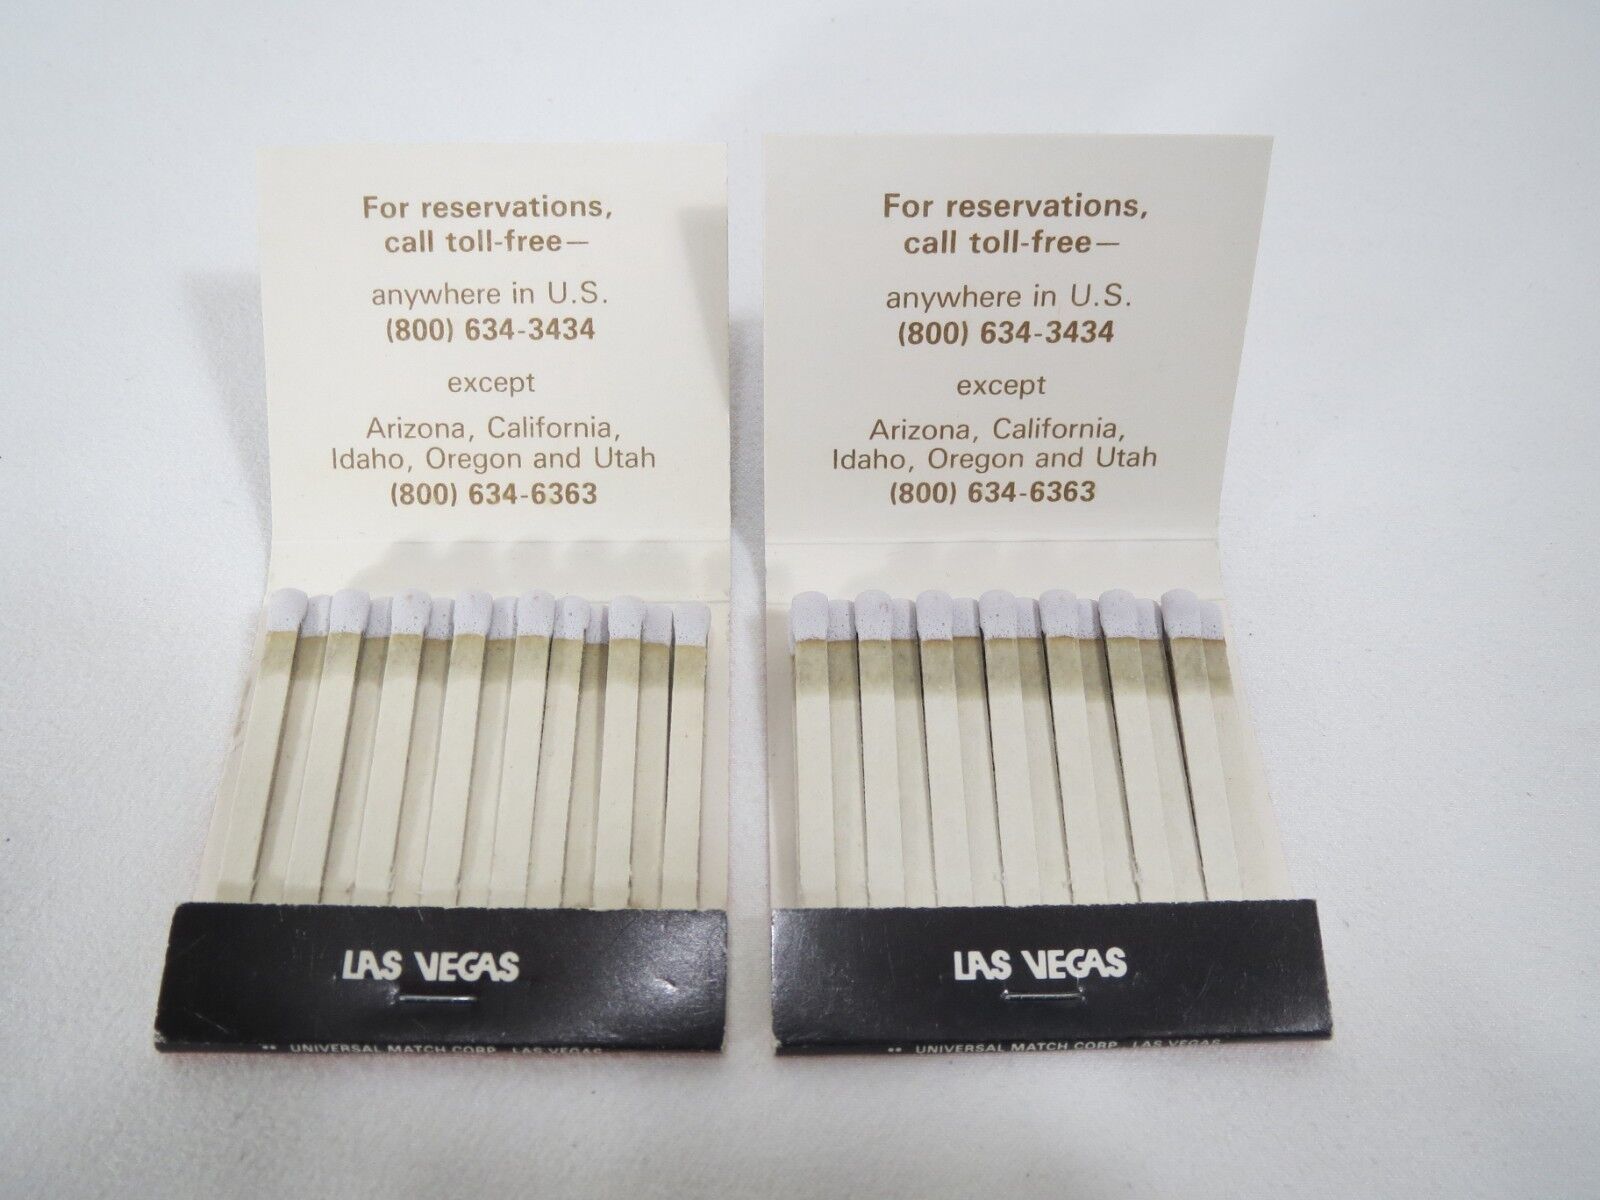 For reservations,
call toll-free—
anywhere in U.S.
(800) 634-3434
except
Arizona, California,
Idaho, Oregon and Utah
(800) 634-6363
LAS VEGAS
•• UNIVERSAL MATCH CORP., LAS VEGAS
For reservations,
call toll-free—
anywhere in U.S.
(800) 634-3434
except
Arizona, California,
Idaho, Oregon and Utah
(800) 634-6363
LAS VEGAS
•• UNIVERSAL MATCH CORP., LAS VEGAS